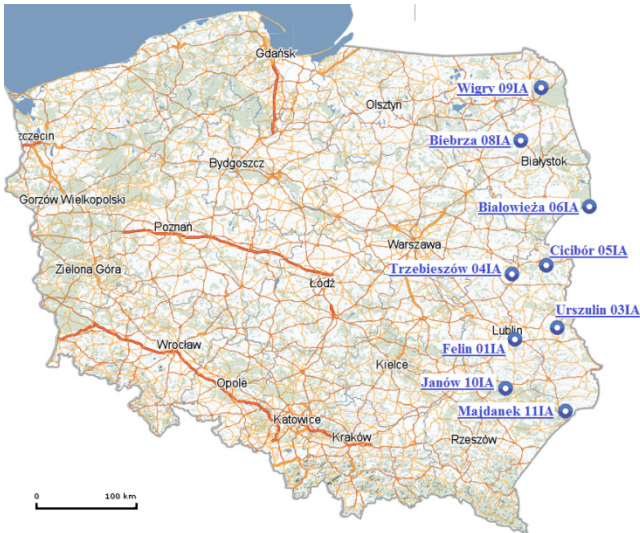 Gdańsk
Wigry 09IA
Olsztyn
zczecin
Biebrza 08IA
Białystok
Bydgoszcz
Gorzów Wielkopolski
Białowieża 06IA
Poznań
Warszawa
Cicibór 05IA
Zielona Góra
Trzebieszów 04IA
Łódź
Urszulin 03IA
Lublin
Wrocław
Felin 01IA
Kielce
Opole
Janów 10IA
Majdanek 11IA
Katowice
Kraków
Rzeszów
0 100 km